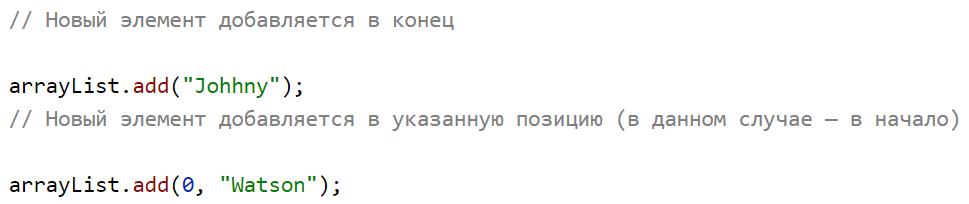 // Новый элемент добавляется в конец
arrayList.add("Johhny");
// Новый элемент добавляется в указанную позицию (в данном случае — в начало)
arrayList.add(0, "Watson");